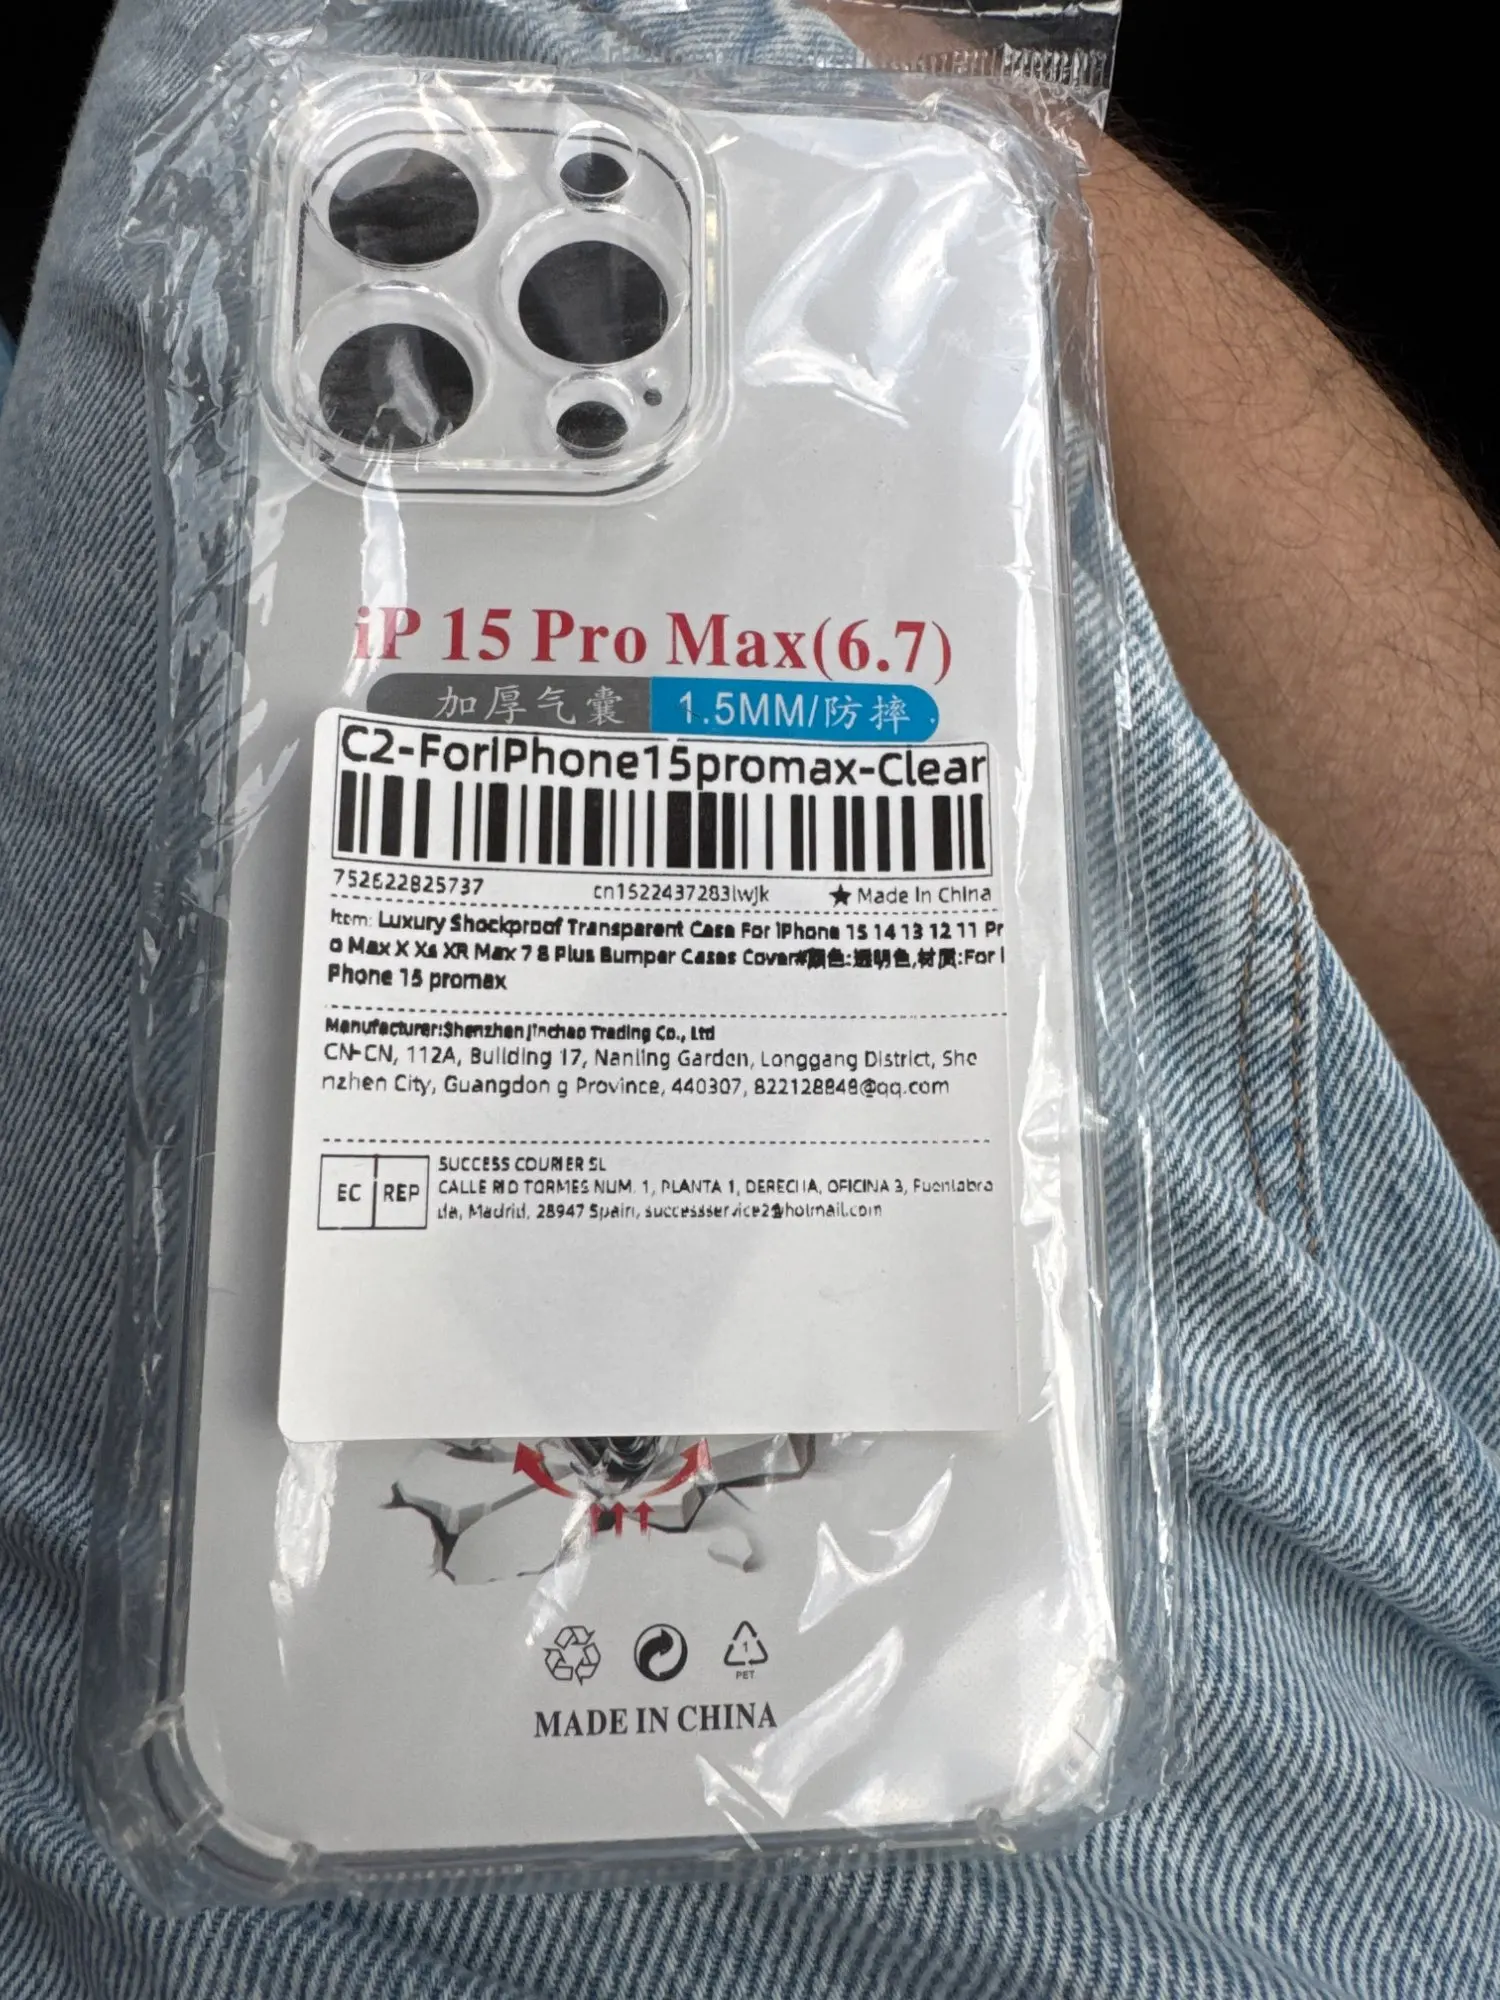 iP 15 Pro Max(6.7)
加厚气囊 1.5MM/防摔
C2-ForiPhone15promax-Clear
752622825737 cn1522437283lwjk ★ Made In China
Item: Luxury Shockproof Transparent Case For iPhone 15 14 13 12 11 Pr
o Max X Xs XR Max 7 8 Plus Bumper Cases Cover#颜色:透明色,材质:For i
Phone 15 promax
Manufacturer:Shenzhen Jinchao Trading Co., Ltd
CN-CN, 112A, Building 17, Nanling Garden, Longgang District, She
nzhen City, Guangdon g Province, 440307, 822128848@qq.com
EC REP
SUCCESS COURIER SL
CALLE RIO TORMES NUM. 1, PLANTA 1, DERECHA, OFICINA 3, Fuenlabra
da, Madrid, 28947 Spain, successservice2@hotmail.com
1
PET
MADE IN CHINA